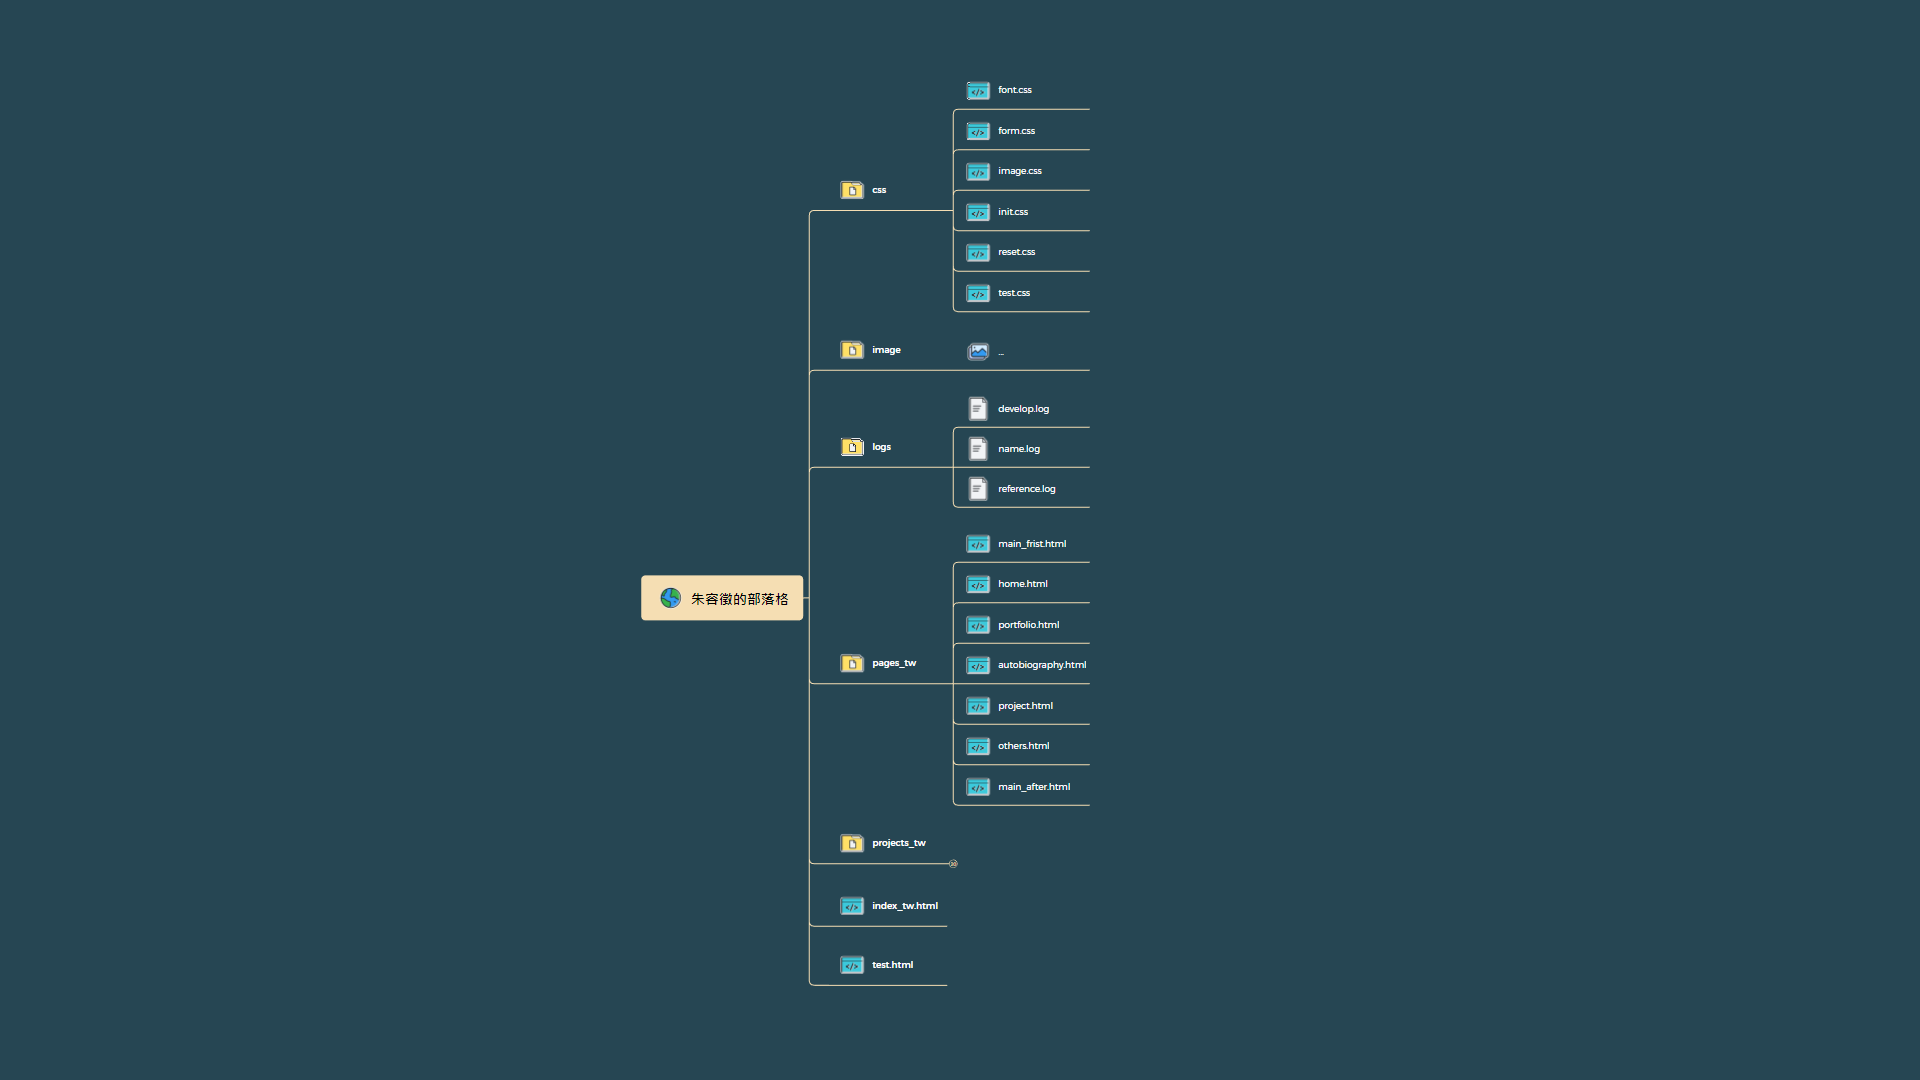 朱容徵的部落格
css
font.css
form.css
image.css
init.css
reset.css
test.css
image
...
logs
develop.log
name.log
reference.log
pages_tw
main_frist.html
home.html
portfolio.html
autobiography.html
project.html
others.html
main_after.html
projects_tw
index_tw.html
test.html